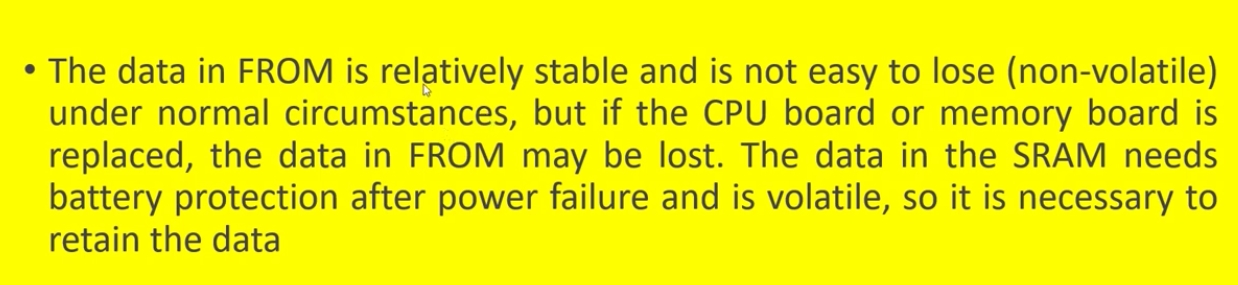 • The data in FROM is relatively stable and is not easy to lose (non-volatile)
under normal circumstances, but if the CPU board or memory board is
replaced, the data in FROM may be lost. The data in the SRAM needs
battery protection after power failure and is volatile, so it is necessary to
retain the data